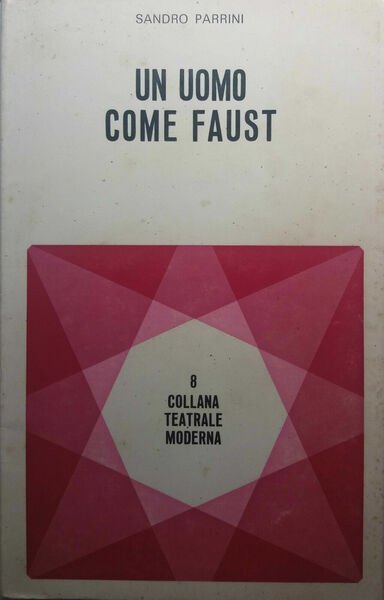 SANDRO PARRINI
UN UOMO
COME FAUST
8
COLLANA
TEATRALE
MODERNA